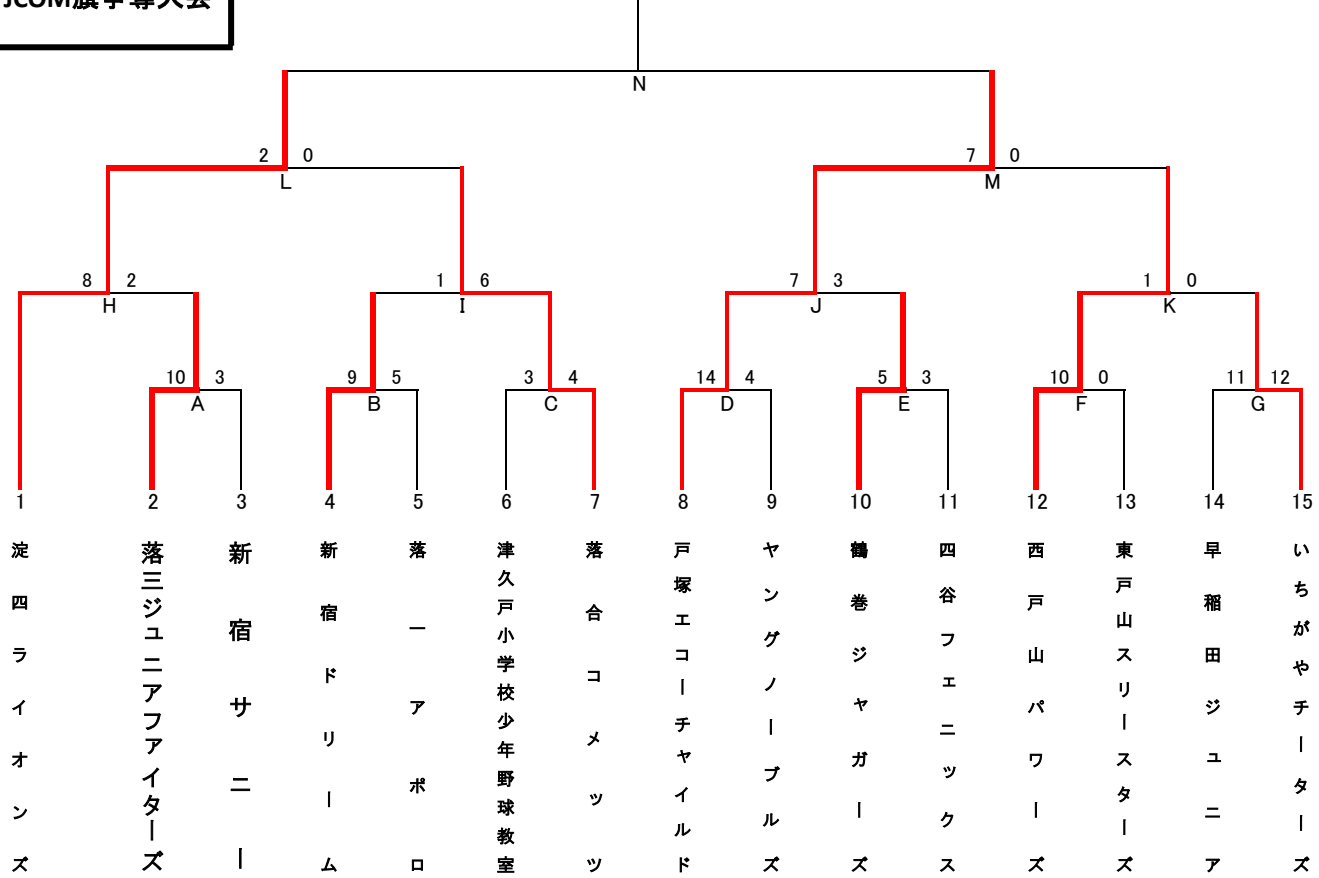 JCOM旗学導大会
N
2 0
L
7 0
M
8 2
H
1 6
I
7 3
J
1 0
K
10 3
A
9 5
B
3 4
C
14 4
D
5 3
E
10 0
F
11 12
G
1
2
3
4
5
6
7
8
9
10
11
12
13
14
15
淀四ライオンズ
落三ジュニアファイターズ
新宿サニー
新宿ドリーム
落一アポロ
津久戸小学校少年野球教室
落合コメッツ
戸塚エコーチャイルド
ヤングノーブルズ
鶴巻ジャガーズ
四谷フェニックス
西戸山パワーズ
東戸山スリースターズ
早稲田ジュニア
いちがやチーターズ